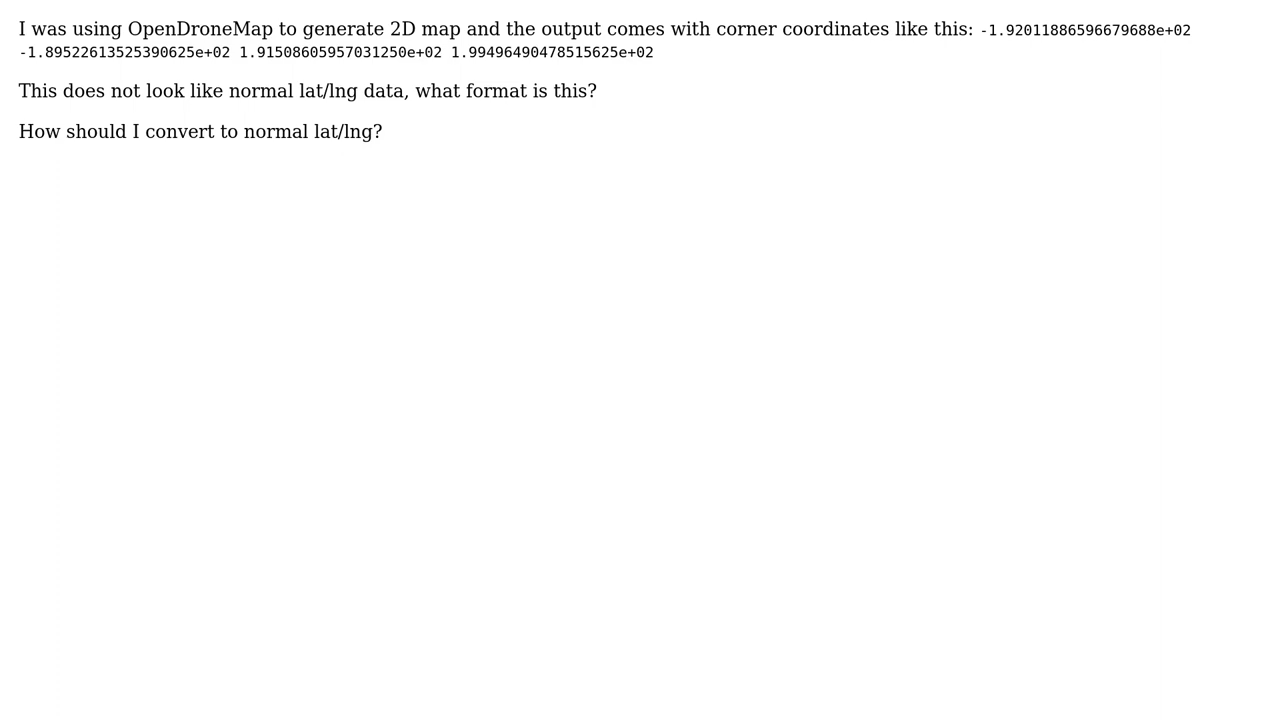 I was using OpenDroneMap to generate 2D map and the output comes with corner coordinates like this: -1.92011886596679688e+02
-1.89522613525390625e+02 1.91508605957031250e+02 1.99496490478515625e+02
This does not look like normal lat/lng data, what format is this?
How should I convert to normal lat/lng?